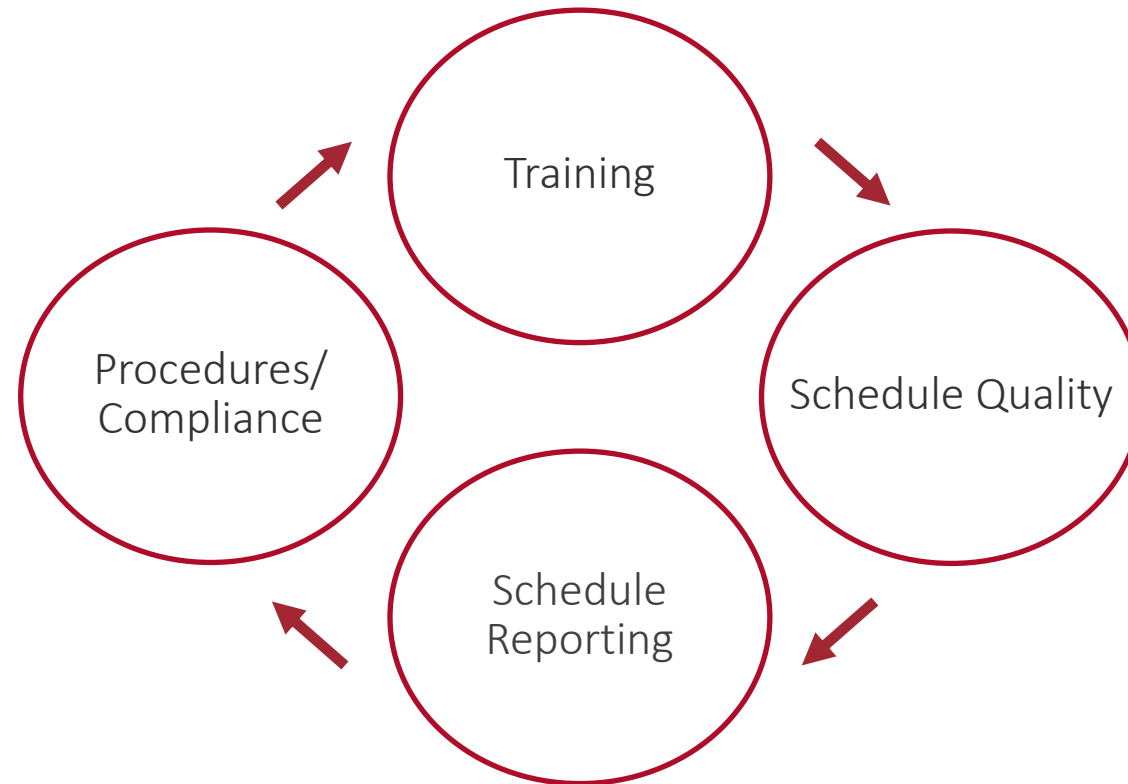 Training
Procedures/
Compliance
Schedule Quality
Schedule
Reporting